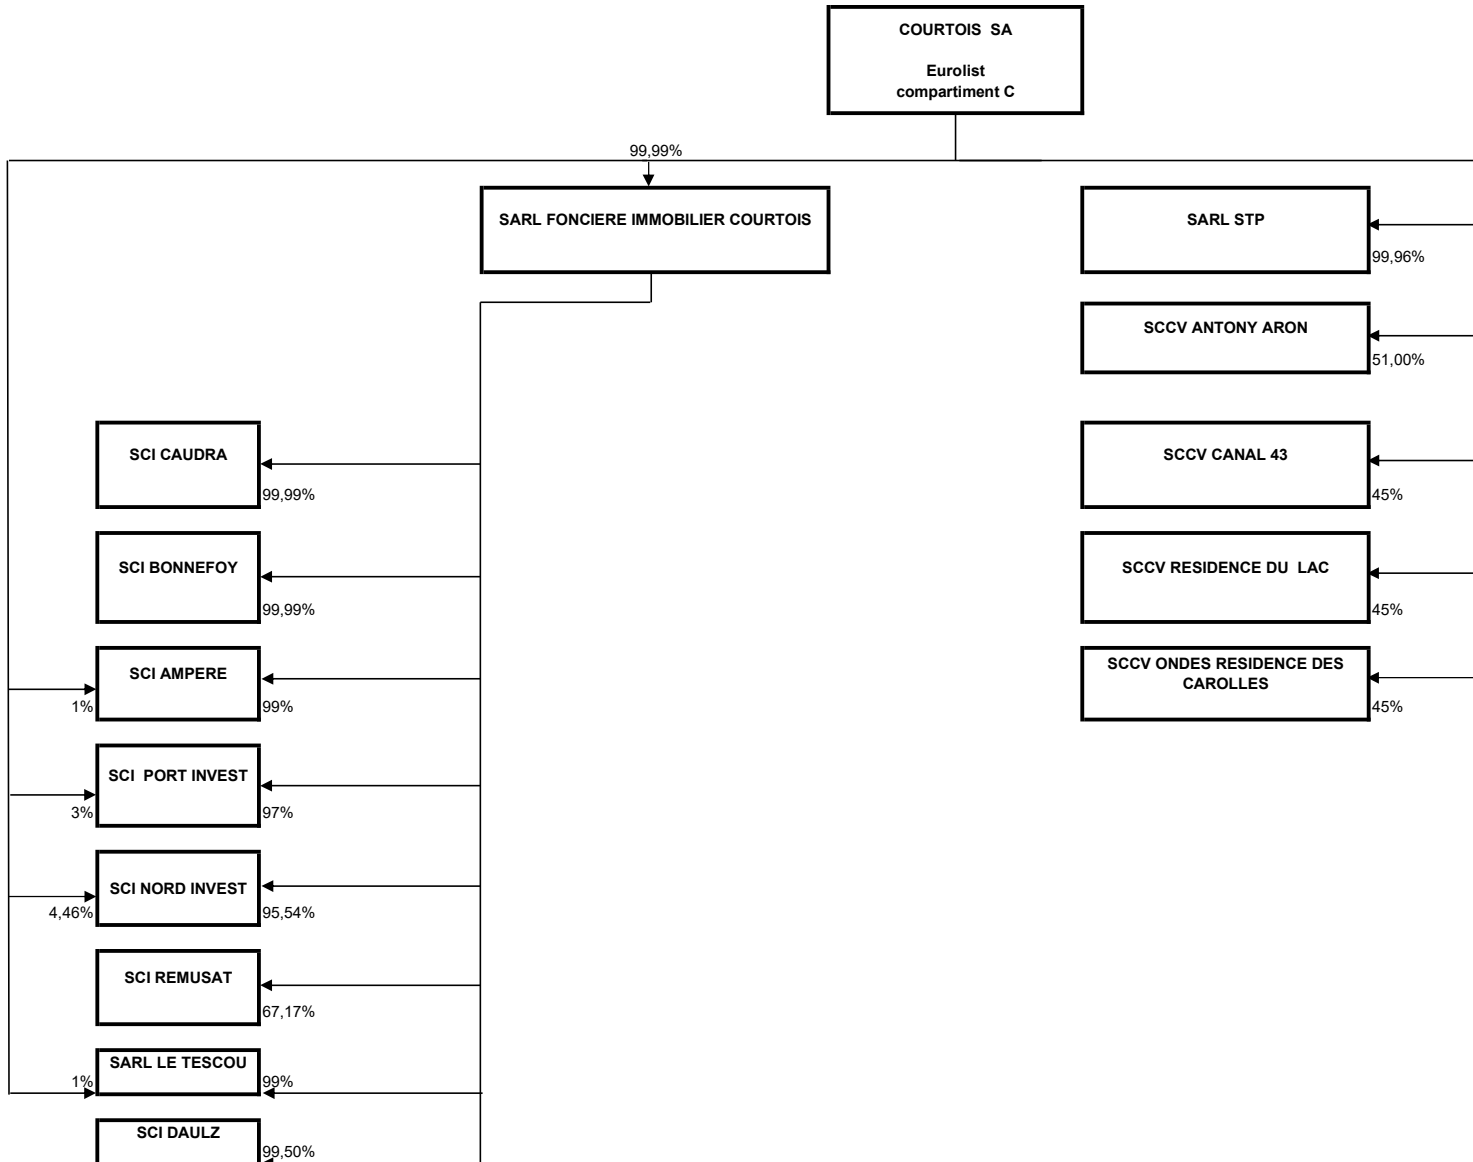 COURTOIS SA
Eurolist
compartiment C
99,99%
SARL FONCIERE IMMOBILIER COURTOIS
SARL STP
99,96%
SCCV ANTONY ARON
51,00%
SCI CAUDRA
99,99%
SCCV CANAL 43
45%
SCI BONNEFOY
99,99%
SCCV RESIDENCE DU LAC
45%
SCI AMPERE
1%
99%
SCCV ONDES RESIDENCE DES
CAROLLES
45%
SCI PORT INVEST
3%
97%
SCI NORD INVEST
4,46%
95,54%
SCI REMUSAT
67,17%
SARL LE TESCOU
1%
99%
SCI DAULZ
99,50%